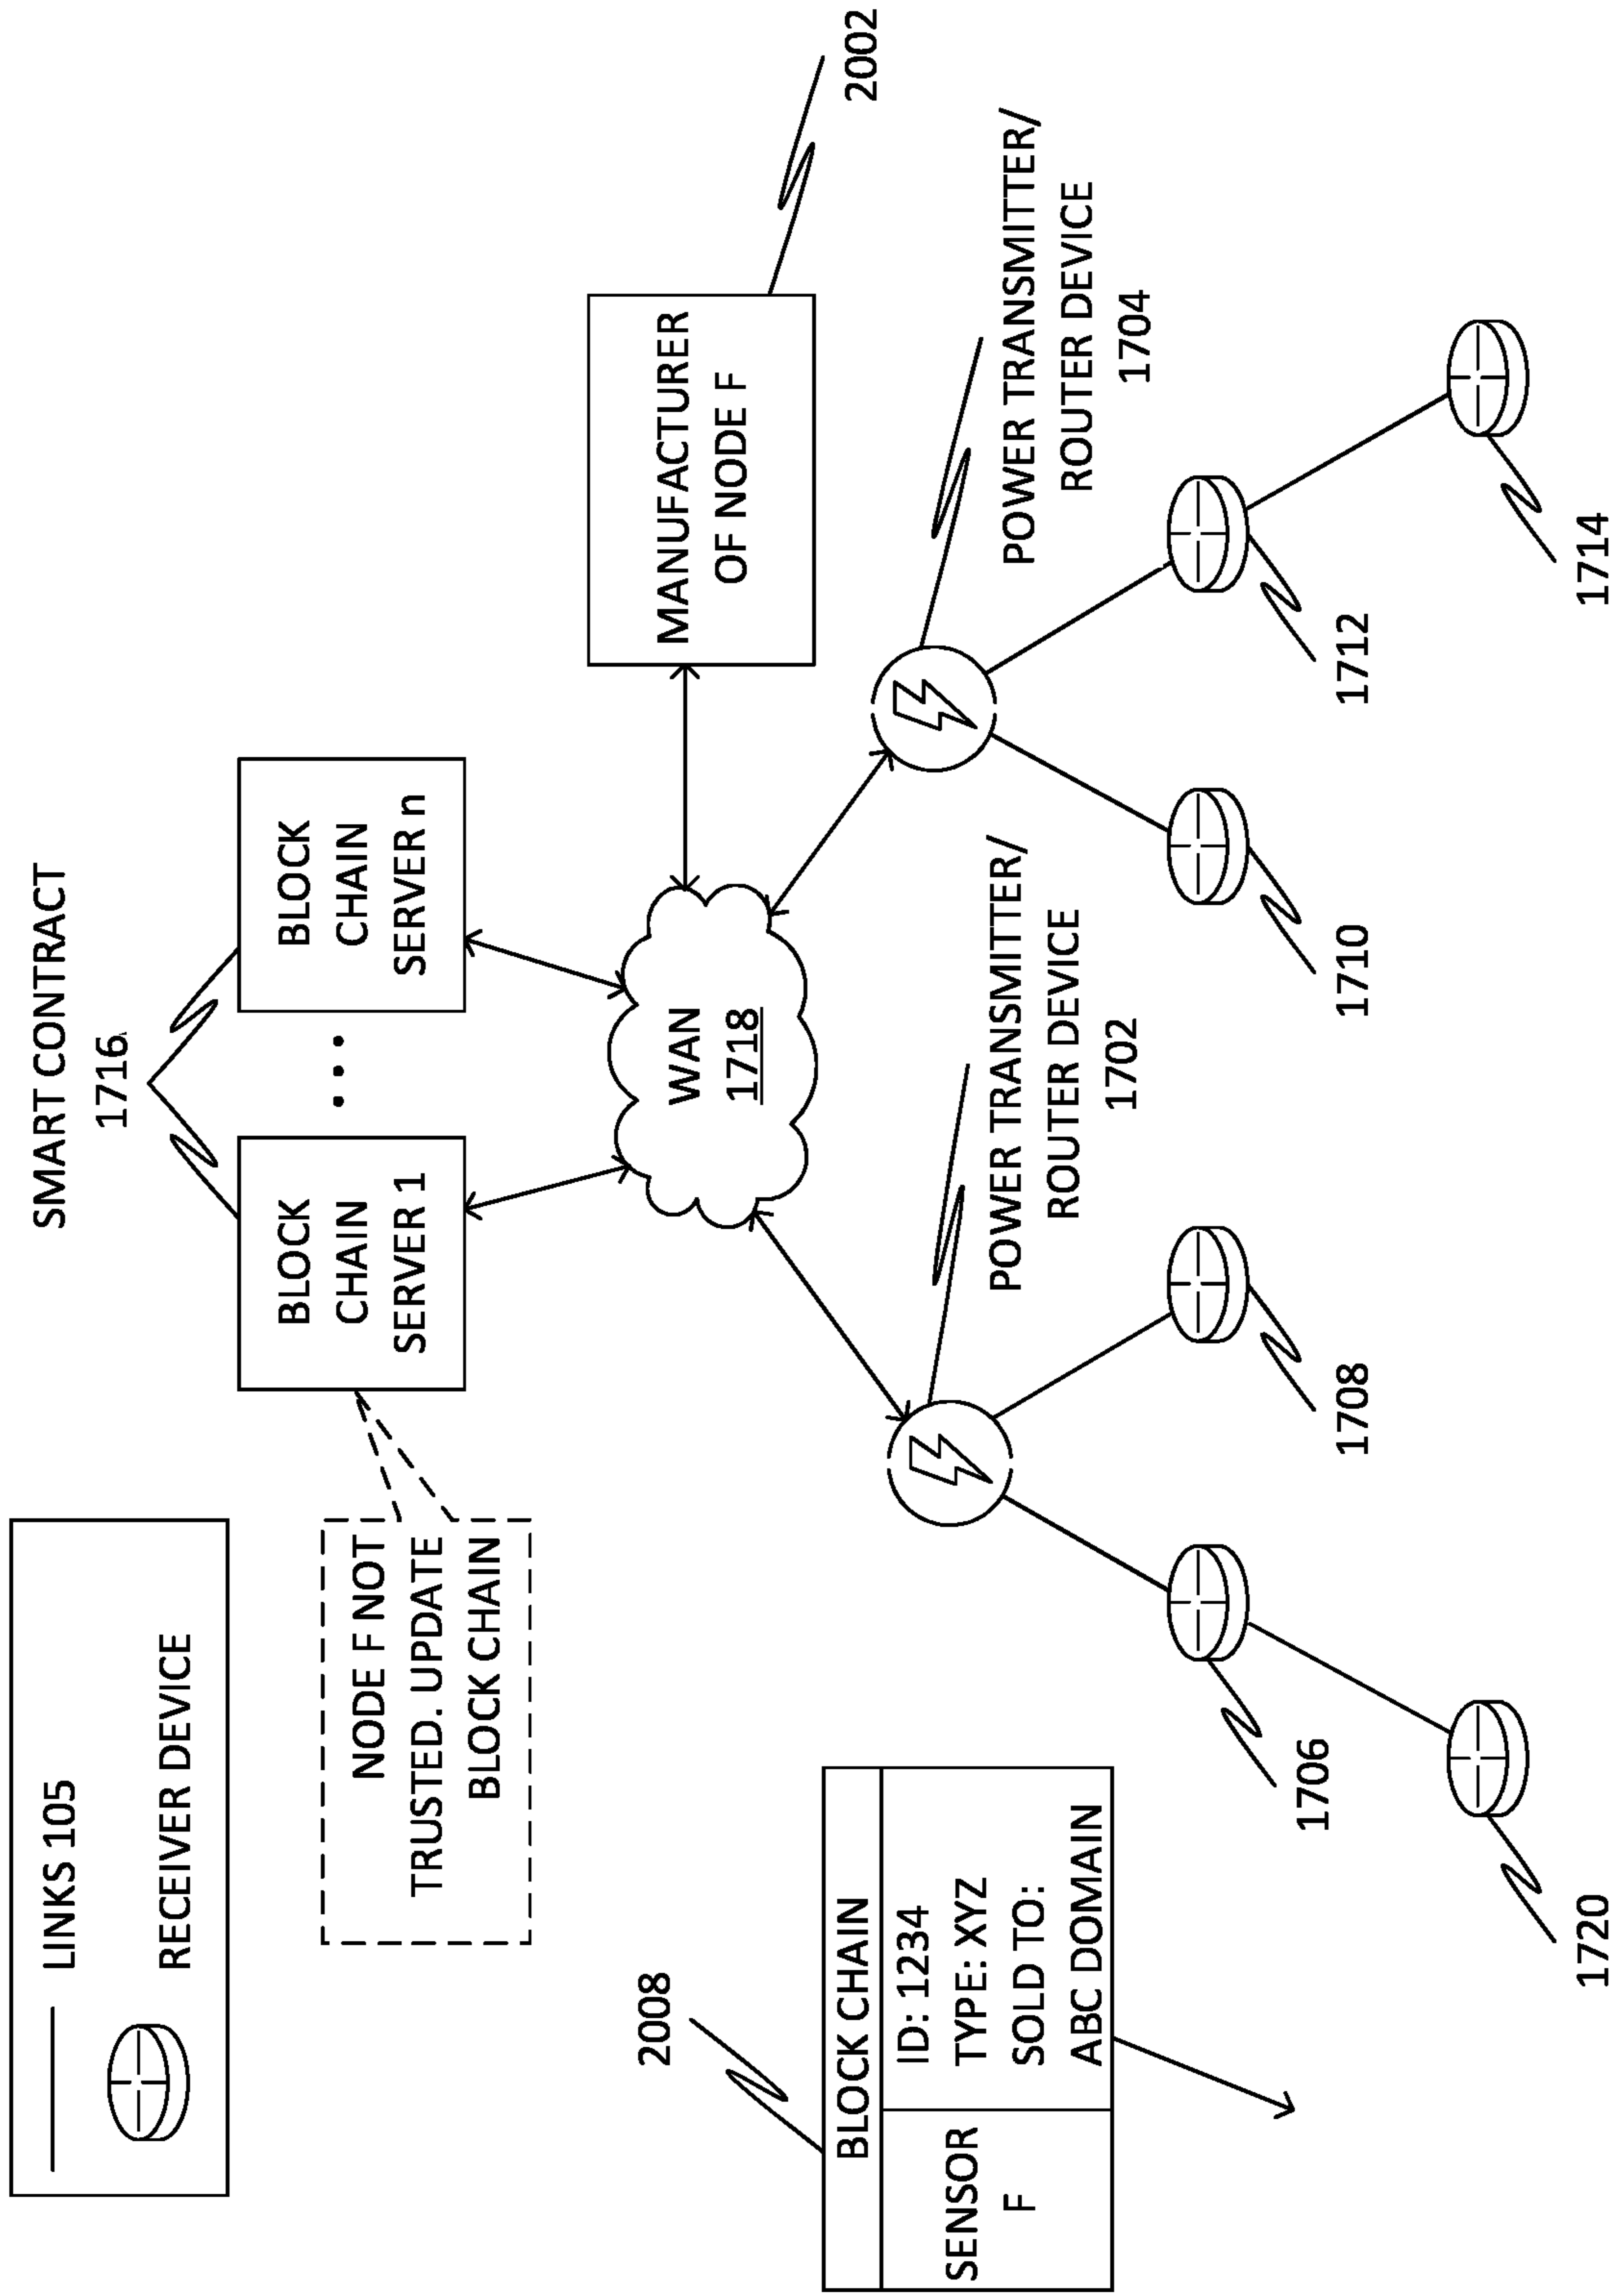 LINKS 105
RECEIVER DEVICE
SMART CONTRACT
1716
BLOCK
CHAIN
SERVER 1
...
BLOCK
CHAIN
SERVER n
NODE F NOT
TRUSTED. UPDATE
BLOCK CHAIN
WAN
1718
MANUFACTURER
OF NODE F
2002
2008
BLOCK CHAIN
SENSOR
F
ID: 1234
TYPE: XYZ
SOLD TO:
ABC DOMAIN
POWER TRANSMITTER/
ROUTER DEVICE
1702
POWER TRANSMITTER/
ROUTER DEVICE
1704
1706
1708
1710
1712
1720
1714